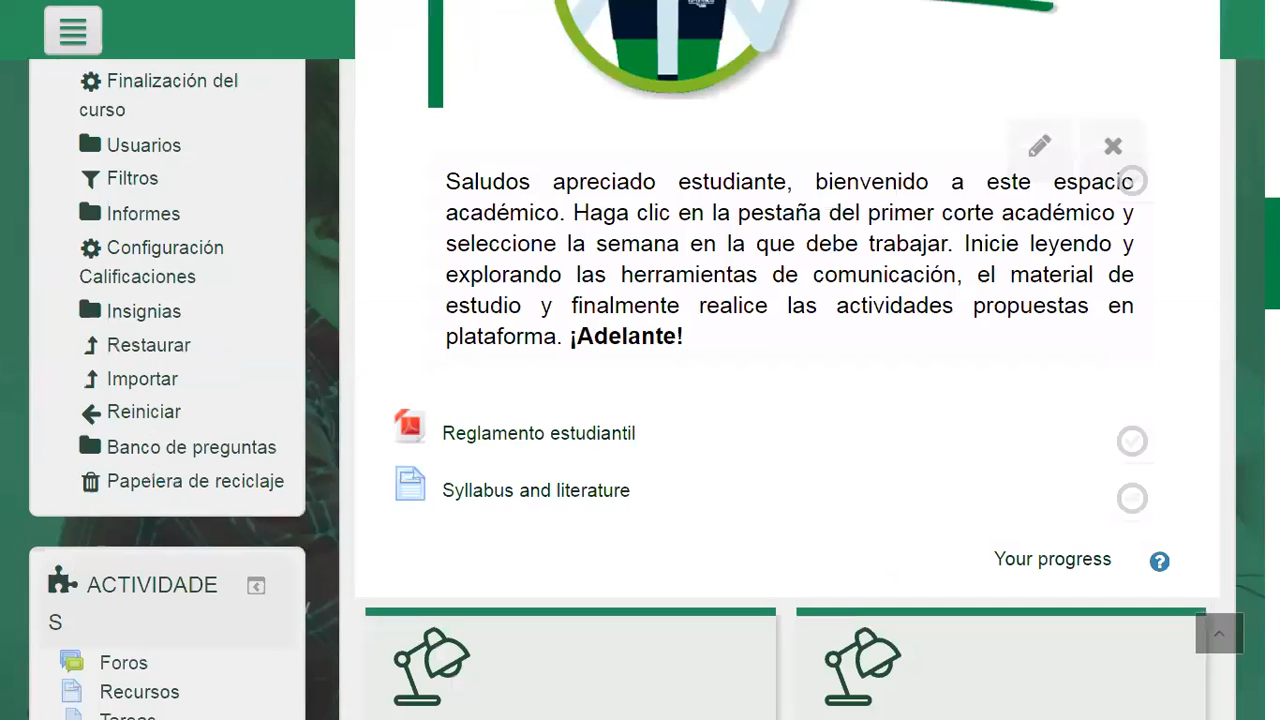 Finalización del
curso
Usuarios
Filtros
Informes
Configuración
Calificaciones
Insignias
Restaurar
Importar
Reiniciar
Banco de preguntas
Papelera de reciclaje
ACTIVIDADE
S
Foros
Recursos
Tareas
Saludos apreciado estudiante, bienvenido a este espacio
académico. Haga clic en la pestaña del primer corte académico y
seleccione la semana en la que debe trabajar. Inicie leyendo y
explorando las herramientas de comunicación, el material de
estudio y finalmente realice las actividades propuestas en
plataforma. ¡Adelante!
Reglamento estudiantil
Syllabus and literature
Your progress